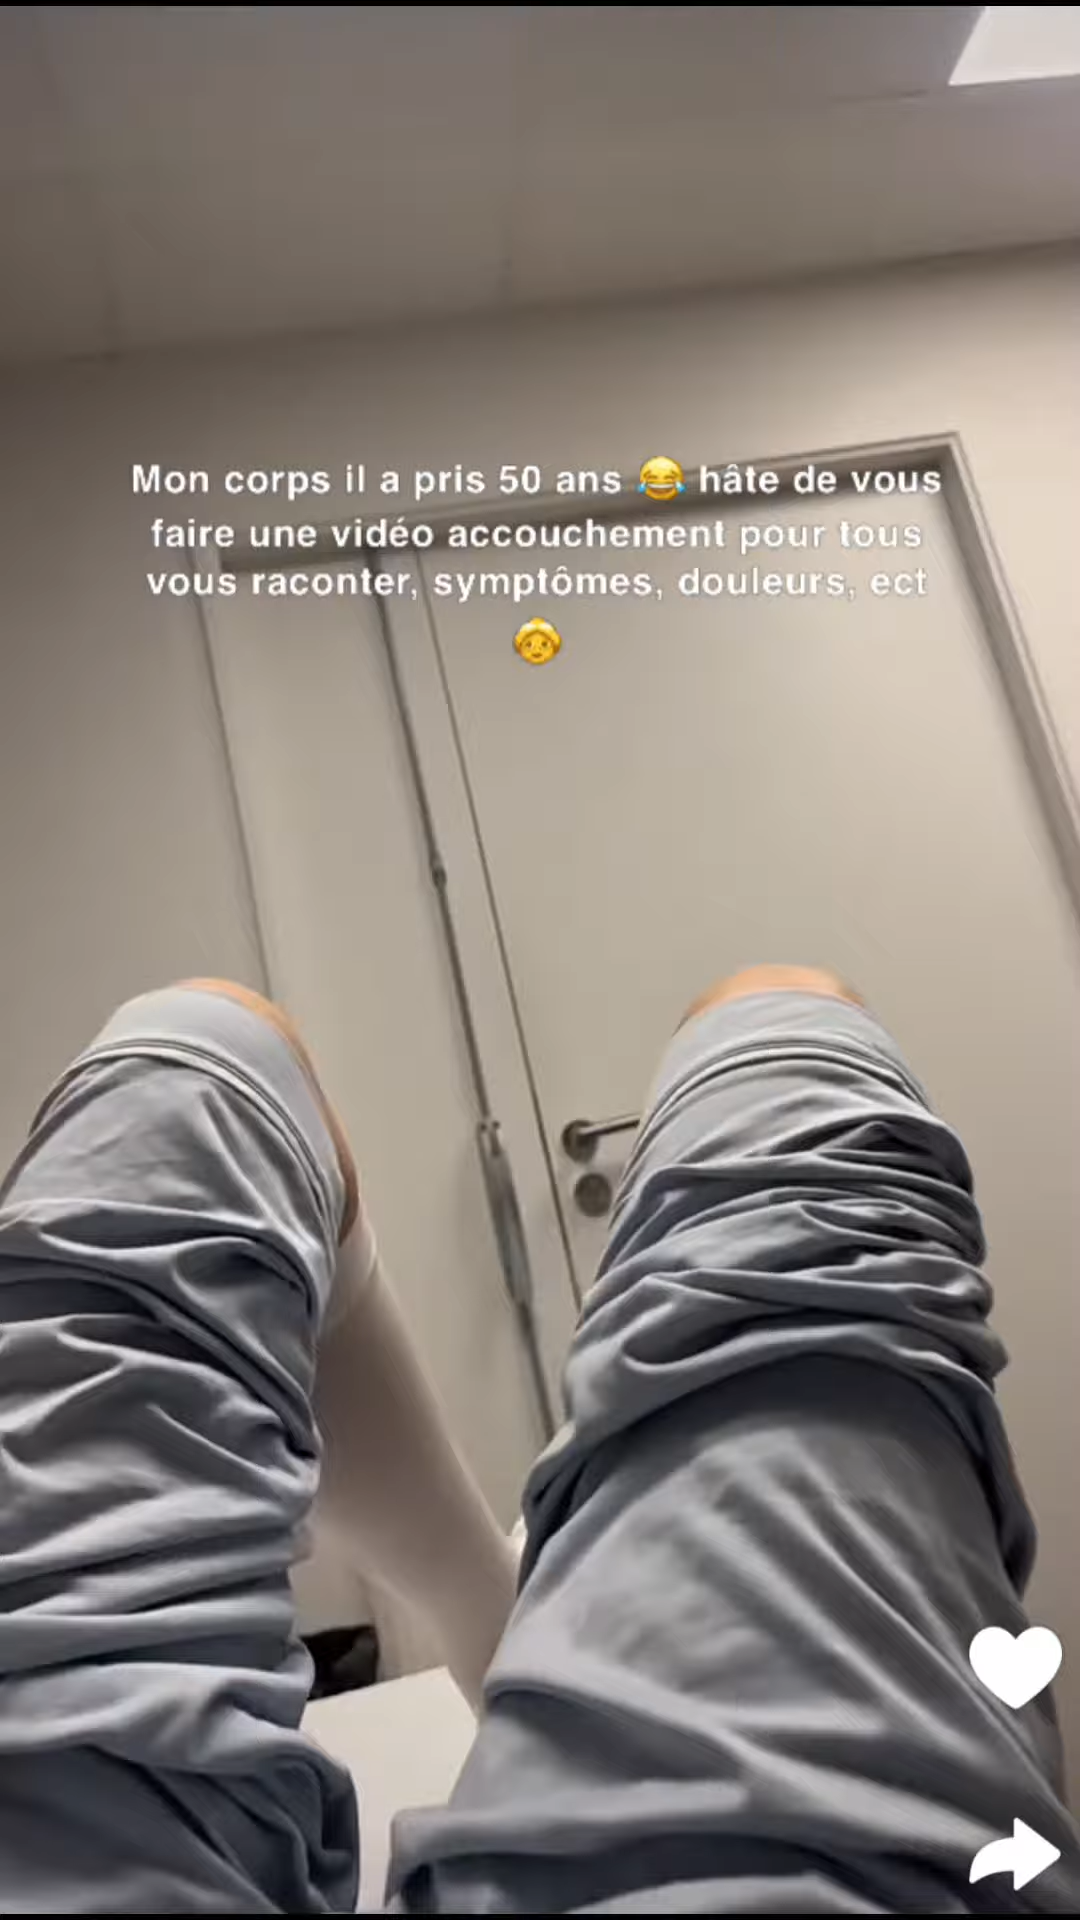 Mon corps il a pris 50 ans 😂 hâte de vous
faire une vidéo accouchement pour tous
vous raconter, symptômes, douleurs, ect
👵